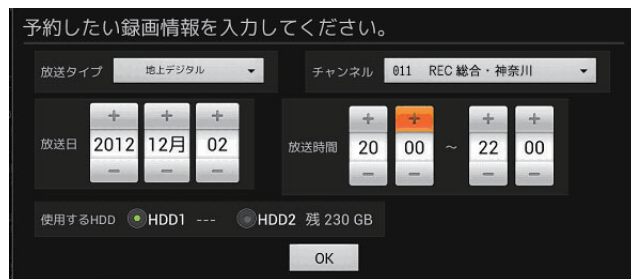 予約したい録画情報を入力してください。
放送タイプ 地上デジタル チャンネル 011 REC 総合・神奈川
+ + + + + + +
放送日 2012 12月 02 放送時間 20 00 ~ 22 00
- - - - - - -
使用するHDD HDD1 --- HDD2 残 230 GB
OK